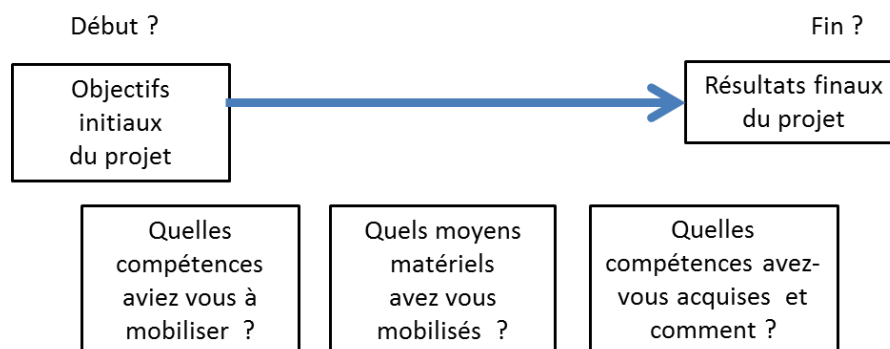 Début ?
Fin ?
Objectifs
initiaux
du projet
Résultats finaux
du projet
Quelles
compétences
aviez vous à
mobiliser ?
Quels moyens
matériels
avez vous
mobilisés ?
Quelles
compétences avez-
vous acquises et
comment ?